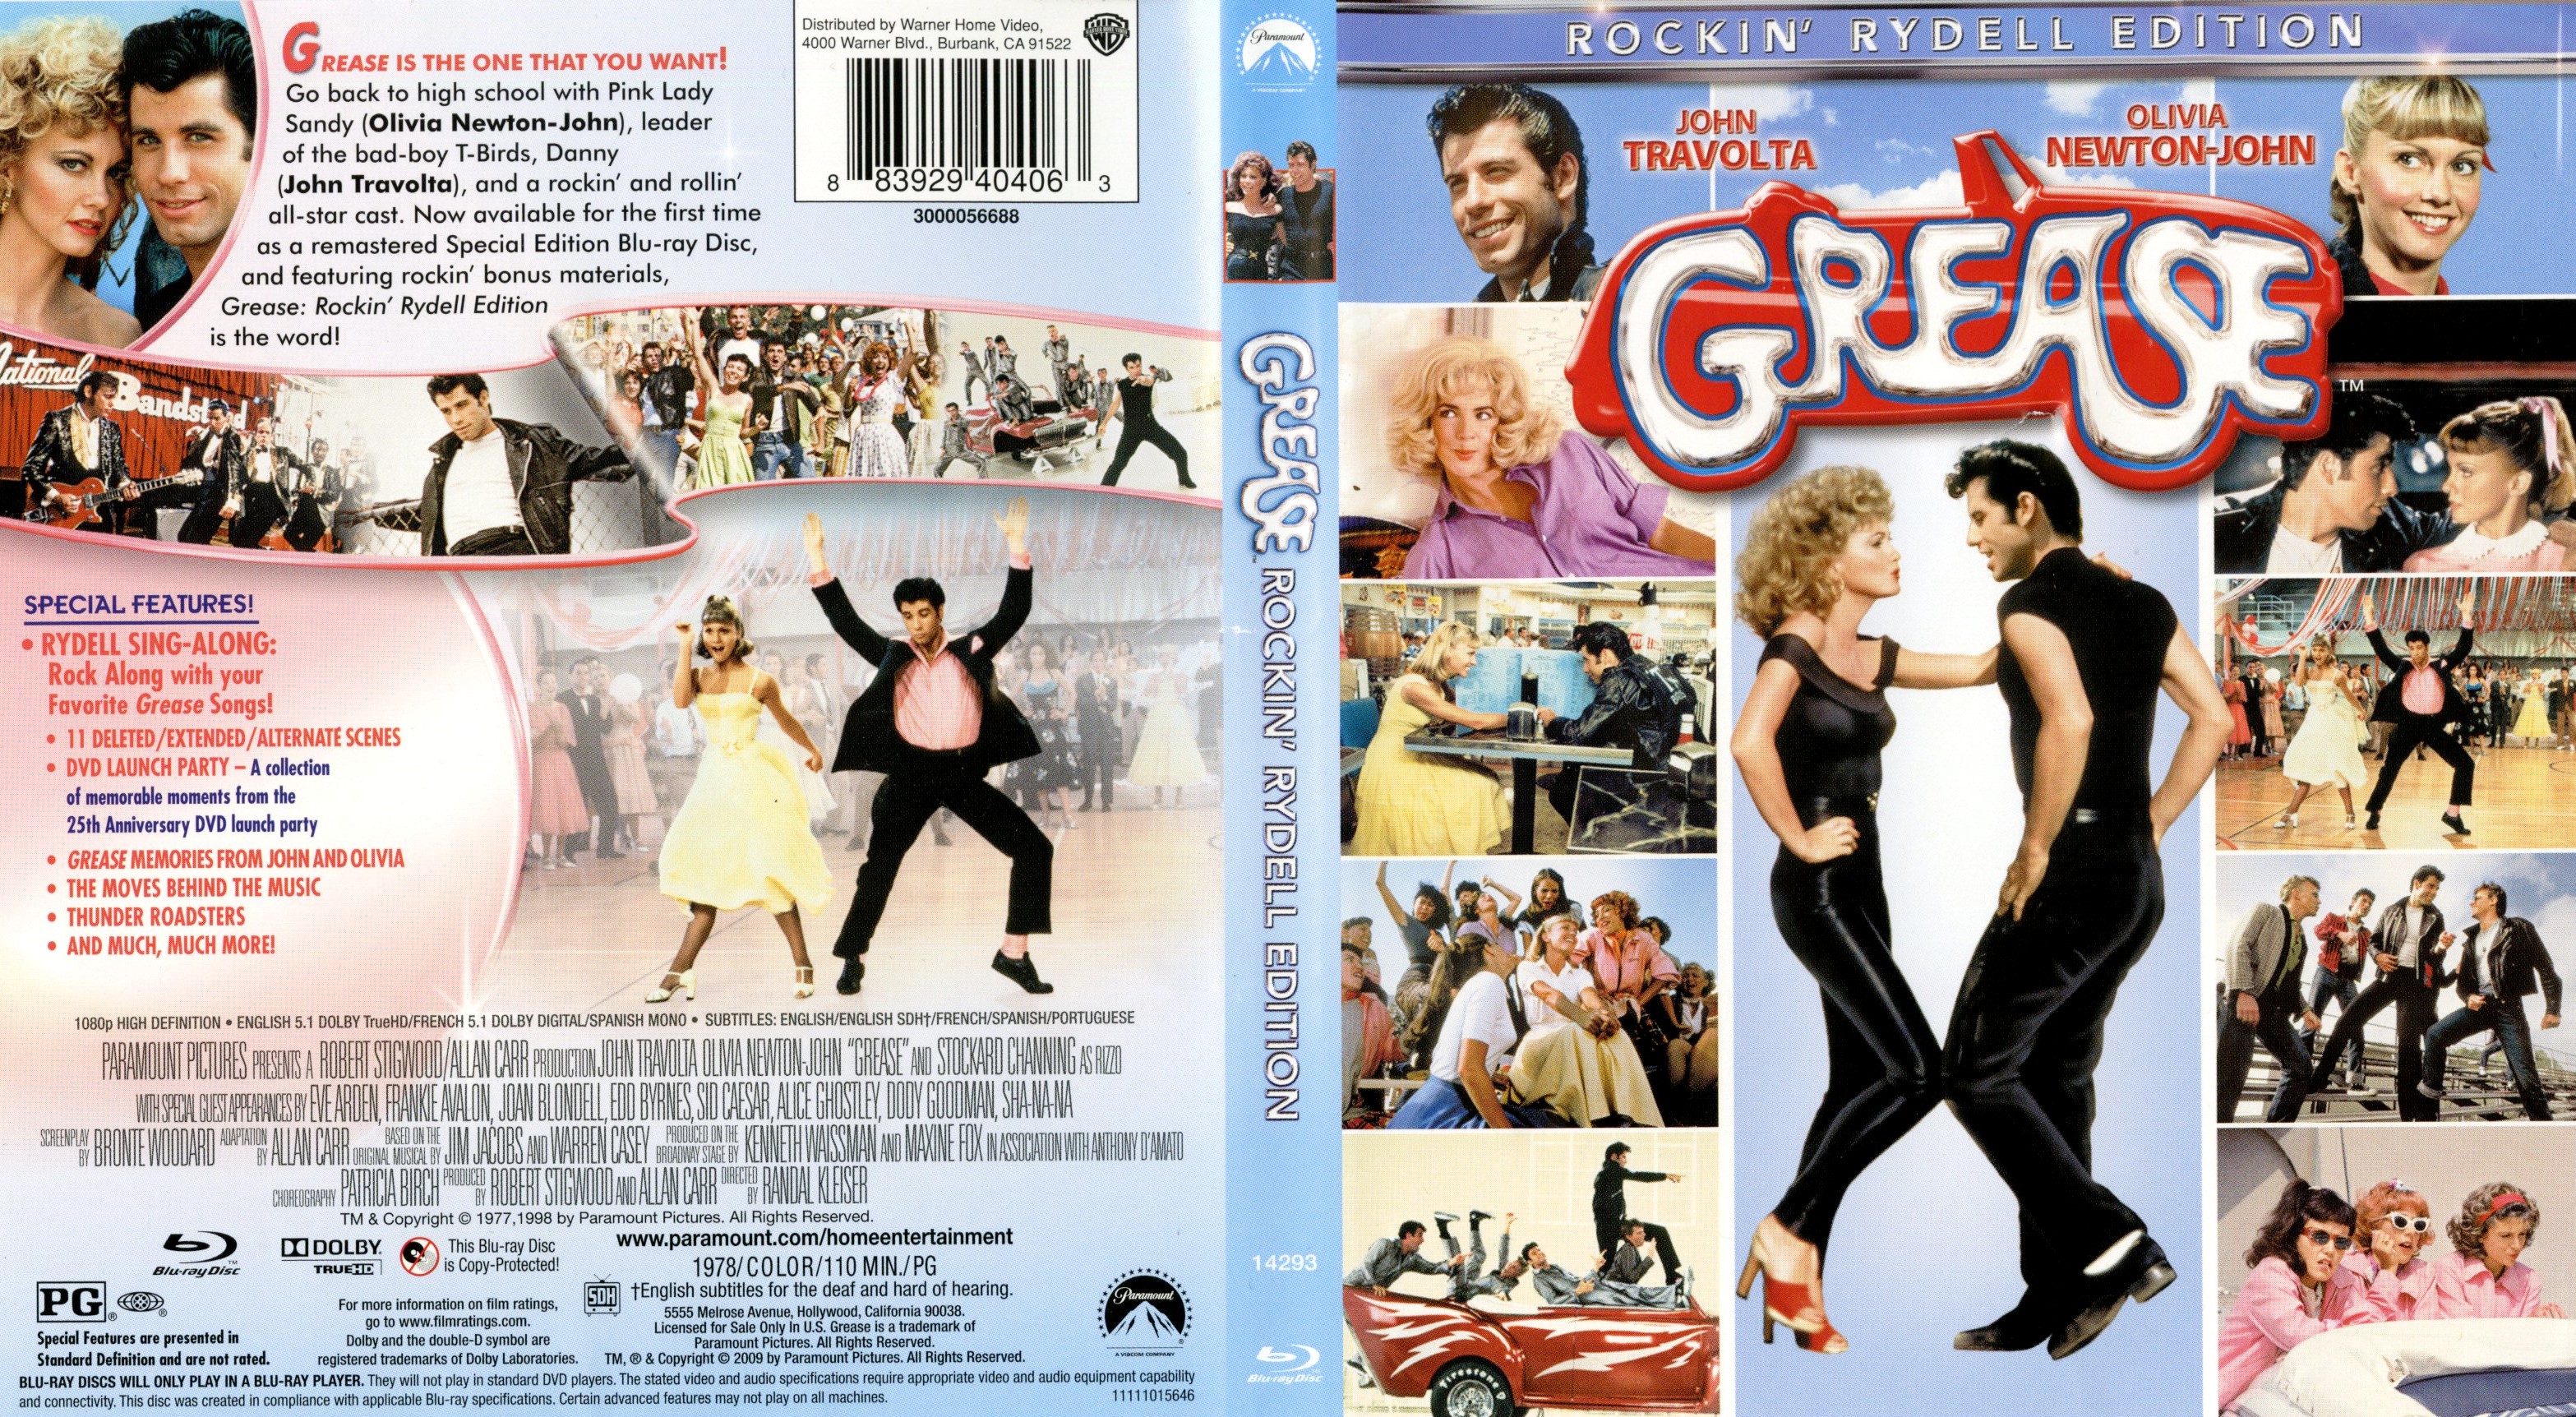 GREASE IS THE ONE THAT YOU WANT!
Go back to high school with Pink Lady
Sandy (Olivia Newton-John), leader
of the bad-boy T-Birds, Danny
(John Travolta), and a rockin' and rollin'
all-star cast. Now available for the first time
as a remastered Special Edition Blu-ray Disc,
and featuring rockin' bonus materials,
Grease: Rockin' Rydell Edition
is the word!
Distributed by Warner Home Video,
4000 Warner Blvd., Burbank, CA 91522
8 83929 40406 3
3000056688
National
Bandstand
SPECIAL FEATURES!
• RYDELL SING-ALONG:
Rock Along with your
Favorite Grease Songs!
• 11 DELETED/EXTENDED/ALTERNATE SCENES
• DVD LAUNCH PARTY – A collection
of memorable moments from the
25th Anniversary DVD launch party
• GREASE MEMORIES FROM JOHN AND OLIVIA
• THE MOVES BEHIND THE MUSIC
• THUNDER ROADSTERS
• AND MUCH, MUCH MORE!
1080p HIGH DEFINITION • ENGLISH 5.1 DOLBY TrueHD/FRENCH 5.1 DOLBY DIGITAL/SPANISH MONO • SUBTITLES: ENGLISH/ENGLISH SDH†/FRENCH/SPANISH/PORTUGUESE
PARAMOUNT PICTURES PRESENTS A ROBERT STIGWOOD/ALLAN CARR PRODUCTION JOHN TRAVOLTA OLIVIA NEWTON-JOHN "GREASE" AND STOCKARD CHANNING AS RIZZO
WITH SPECIAL GUEST APPEARANCES BY EVE ARDEN, FRANKIE AVALON, JOAN BLONDELL, EDD BYRNES, SID CAESAR, ALICE GHOSTLEY, DODY GOODMAN, SHA-NA-NA
SCREENPLAY BY BRONTE WOODARD ADAPTATION BY ALLAN CARR BASED ON THE ORIGINAL MUSICAL BY JIM JACOBS AND WARREN CASEY PRODUCED ON THE BROADWAY STAGE BY KENNETH WAISSMAN AND MAXINE FOX IN ASSOCIATION WITH ANTHONY D'AMATO
CHOREOGRAPHY PATRICIA BIRCH PRODUCED BY ROBERT STIGWOOD AND ALLAN CARR DIRECTED BY RANDAL KLEISER
TM & Copyright © 1977,1998 by Paramount Pictures. All Rights Reserved.
Blu-ray Disc™
DOLBY
TRUEHD
This Blu-ray Disc
is Copy-Protected!
www.paramount.com/homeentertainment
1978/COLOR/110 MIN./PG
SDH
†English subtitles for the deaf and hard of hearing.
5555 Melrose Avenue, Hollywood, California 90038.
Licensed for Sale Only In U.S. Grease is a trademark of
Paramount Pictures. All Rights Reserved.
TM, ® & Copyright © 2009 by Paramount Pictures. All Rights Reserved.
PG®
®
Special Features are presented in
Standard Definition and are not rated.
For more information on film ratings,
go to www.filmratings.com.
Dolby and the double-D symbol are
registered trademarks of Dolby Laboratories.
Paramount
A VIACOM COMPANY
BLU-RAY DISCS WILL ONLY PLAY IN A BLU-RAY PLAYER. They will not play in standard DVD players. The stated video and audio specifications require appropriate video and audio equipment capability
and connectivity. This disc was created in compliance with applicable Blu-ray specifications. Certain advanced features may not play on all machines.
11111015646
Paramount
A VIACOM COMPANY
GREASE™ ROCKIN' RYDELL EDITION
14293
Blu-ray Disc
ROCKIN' RYDELL EDITION
JOHN
TRAVOLTA
OLIVIA
NEWTON-JOHN
GREASE™
Firestone